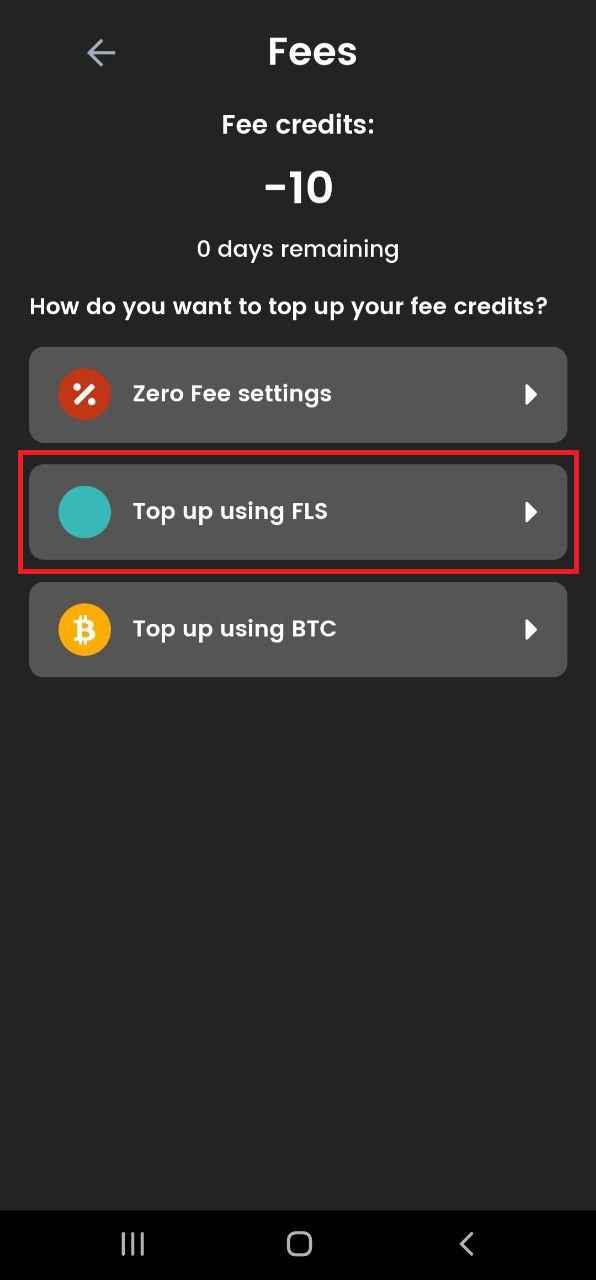 Fees
Fee credits:
-10
0 days remaining
How do you want to top up your fee credits?
Zero Fee settings
Top up using FLS
Top up using BTC